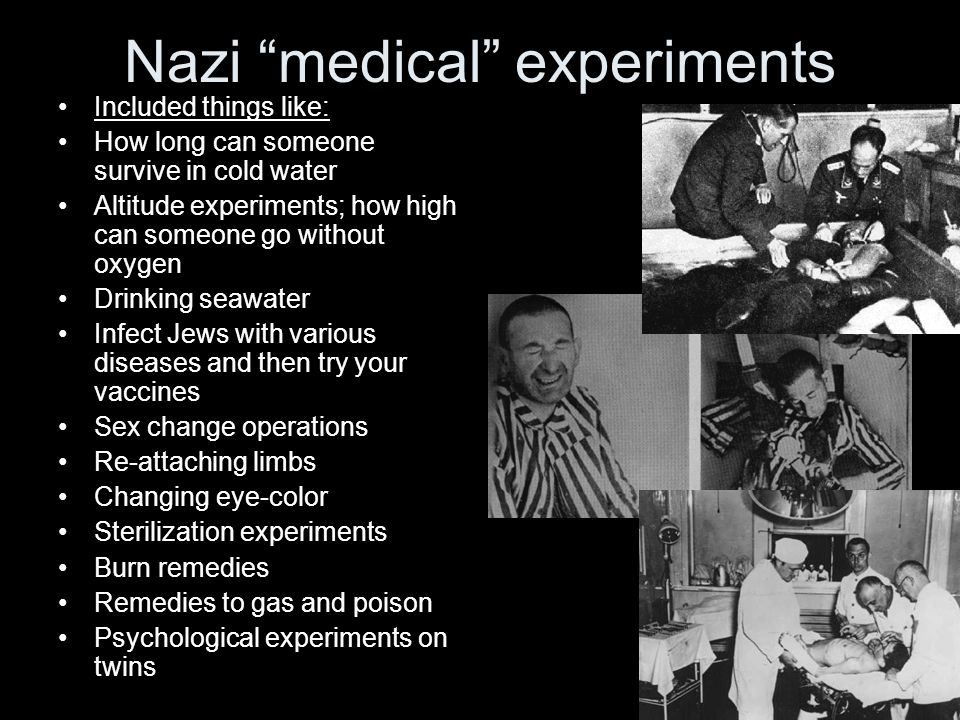 Nazi “medical” experiments
• Included things like:
• How long can someone
survive in cold water
• Altitude experiments; how high
can someone go without
oxygen
• Drinking seawater
• Infect Jews with various
diseases and then try your
vaccines
• Sex change operations
• Re-attaching limbs
• Changing eye-color
• Sterilization experiments
• Burn remedies
• Remedies to gas and poison
• Psychological experiments on
twins